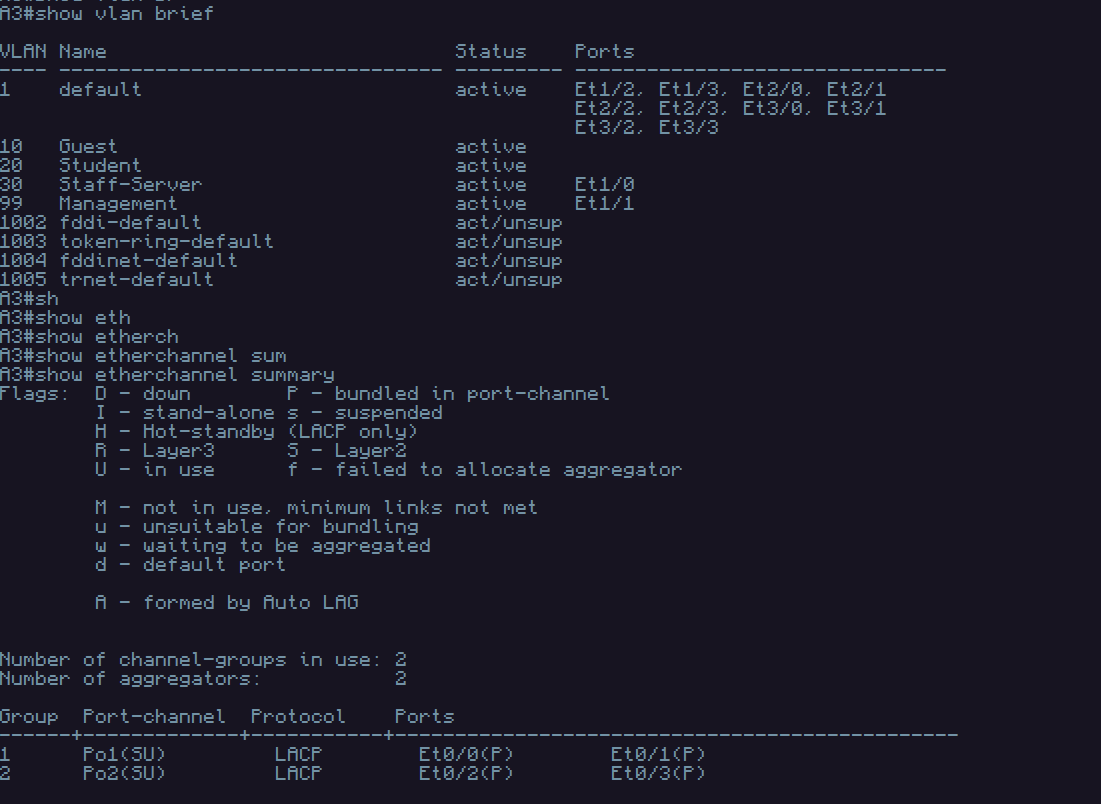 A3#show vlan brief
VLAN Name                             Status    Ports
---- -------------------------------- --------- -------------------------------
1    default                          active    Et1/2, Et1/3, Et2/0, Et2/1
                                                Et2/2, Et2/3, Et3/0, Et3/1
                                                Et3/2, Et3/3
10   Guest                            active
20   Student                          active
30   Staff-Server                     active    Et1/0
99   Management                       active    Et1/1
1002 fddi-default                     act/unsup
1003 token-ring-default               act/unsup
1004 fddinet-default                  act/unsup
1005 trnet-default                    act/unsup
A3#sh
A3#show eth
A3#show etherch
A3#show etherchannel sum
A3#show etherchannel summary
Flags:  D - down        P - bundled in port-channel
        I - stand-alone s - suspended
        H - Hot-standby (LACP only)
        R - Layer3      S - Layer2
        U - in use      f - failed to allocate aggregator
        M - not in use, minimum links not met
        u - unsuitable for bundling
        w - waiting to be aggregated
        d - default port
        A - formed by Auto LAG
Number of channel-groups in use: 2
Number of aggregators:           2
Group  Port-channel  Protocol    Ports
------+-------------+-----------+-----------------------------------------------
1      Po1(SU)         LACP        Et0/0(P)        Et0/1(P)
2      Po2(SU)         LACP        Et0/2(P)        Et0/3(P)